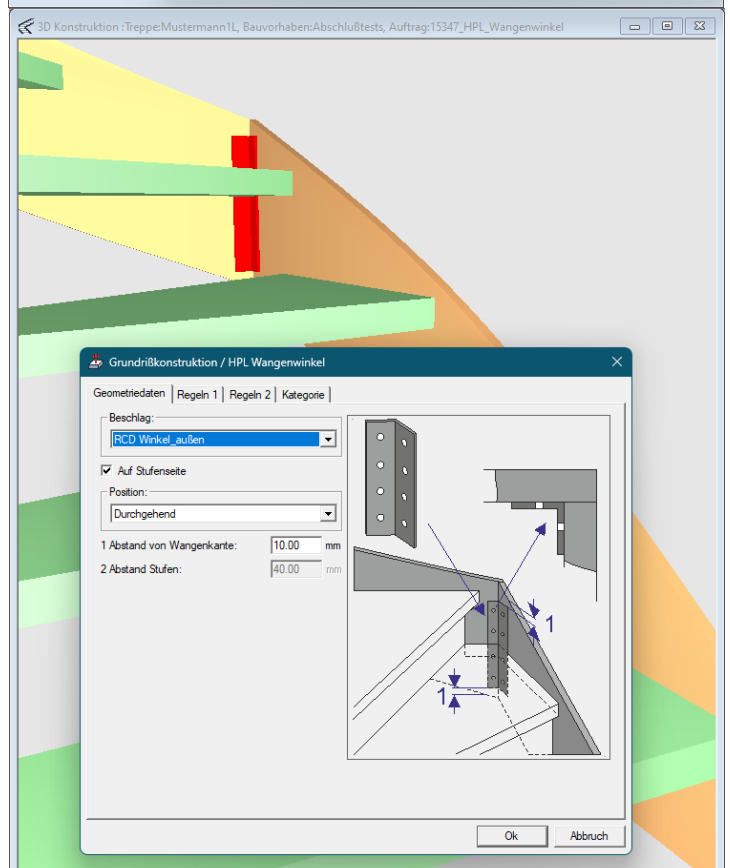 3D Konstruktion :Treppe:Mustermann1L, Bauvorhaben:Abschlußtests, Auftrag:15347_HPL_Wangenwinkel
Grundrißkonstruktion / HPL Wangenwinkel
Geometriedaten Regeln 1 Regeln 2 Kategorie
Beschlag:
RCD Winkel_außen
Auf Stufenseite
Position:
Durchgehend
1 Abstand von Wangenkante: 10.00 mm
2 Abstand Stufen: 40.00 mm
1
1
Ok Abbruch